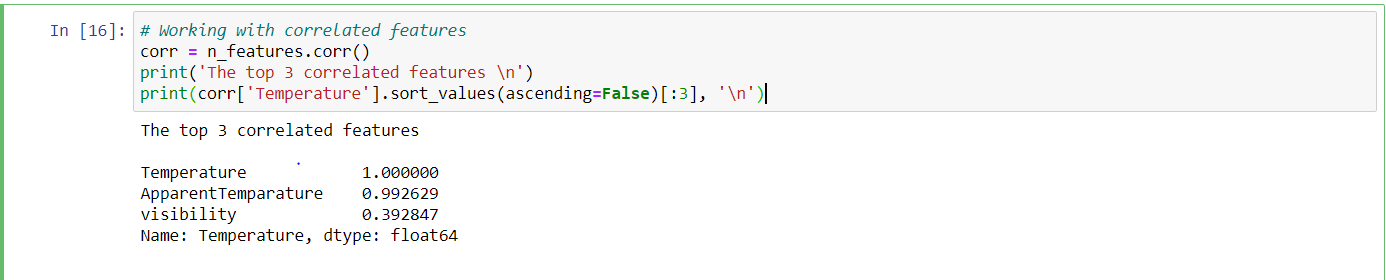 In [16]: # Working with correlated features
corr = n_features.corr()
print('The top 3 correlated features \n')
print(corr['Temperature'].sort_values(ascending=False)[:3], '\n')
The top 3 correlated features
Temperature 1.000000
ApparentTemparature 0.992629
visibility 0.392847
Name: Temperature, dtype: float64